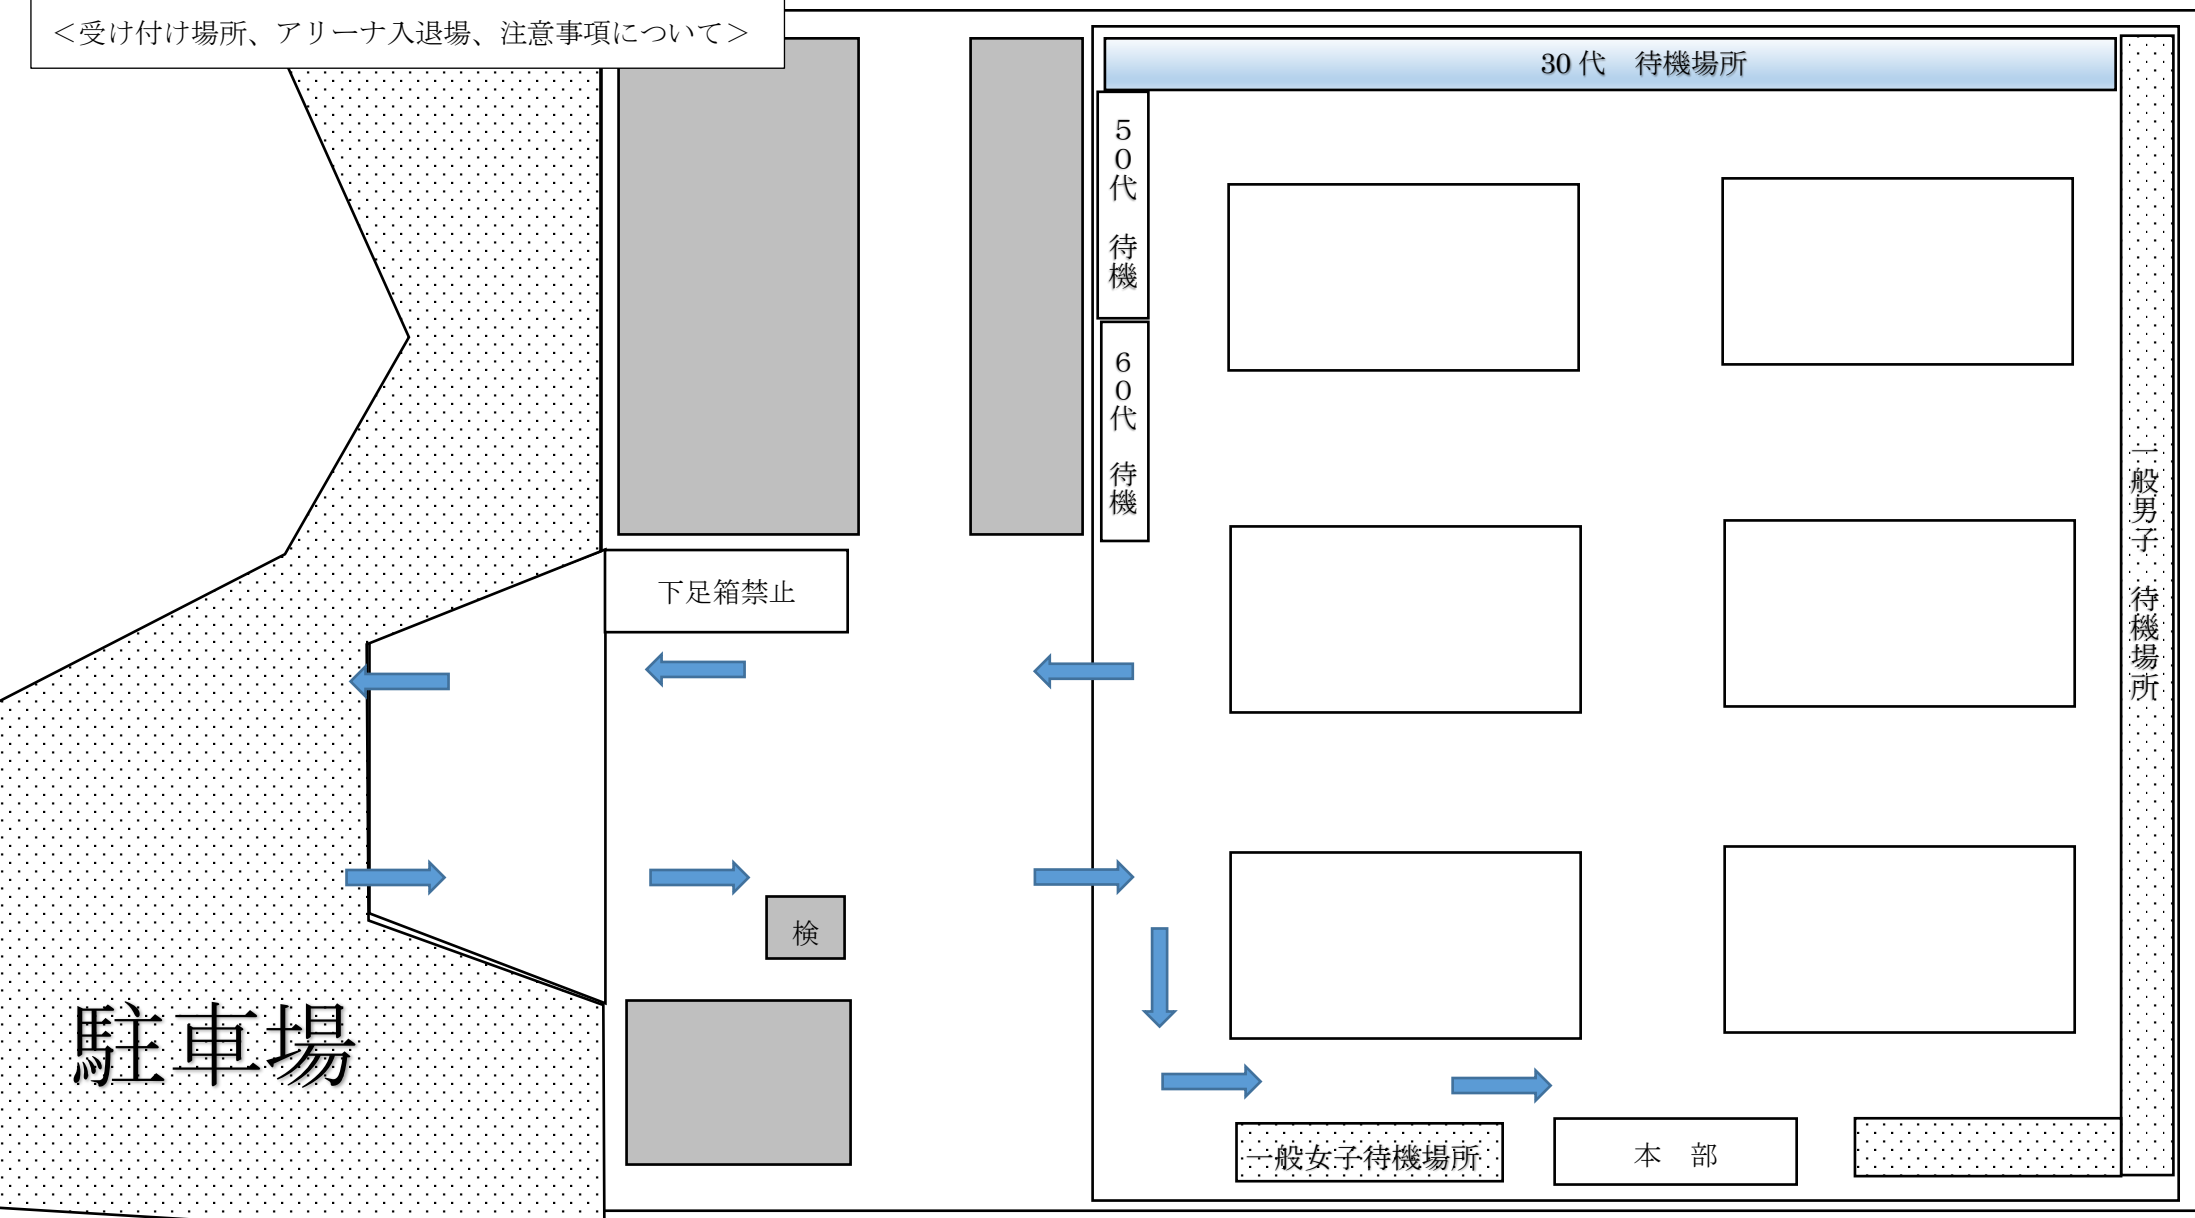 ＜受け付け場所、アリーナ入退場、注意事項について＞
30代　待機場所
５０代　待機
６０代　待機
一般男子　待機場所
下足箱禁止
検
駐車場
一般女子待機場所
本　部